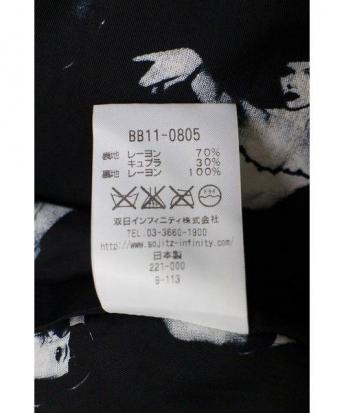 BB11-0805
表地 レーヨン 70%
キュプラ 30%
裏地 レーヨン 100%
双日インフィニティ株式会社
TEL.03-3660-1900
www.sojitz-infinity.com/
日本製
221-000
B-113